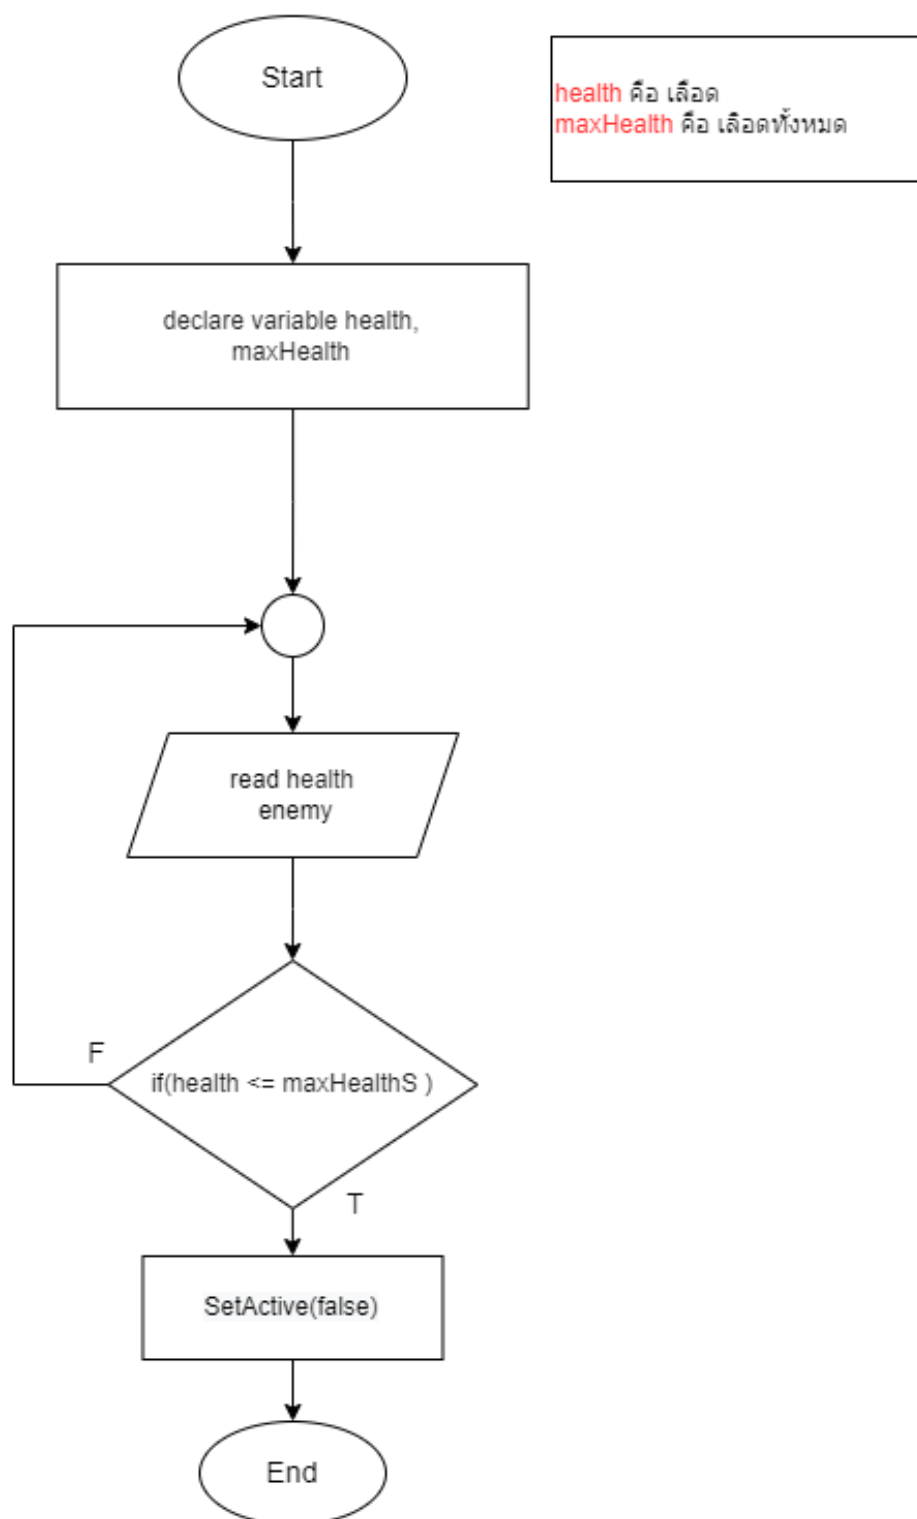 Start
health คือ เลือด
maxHealth คือ เลือดทั้งหมด
declare variable health,
maxHealth
read health
enemy
F
if(health <= maxHealthS )
T
SetActive(false)
End